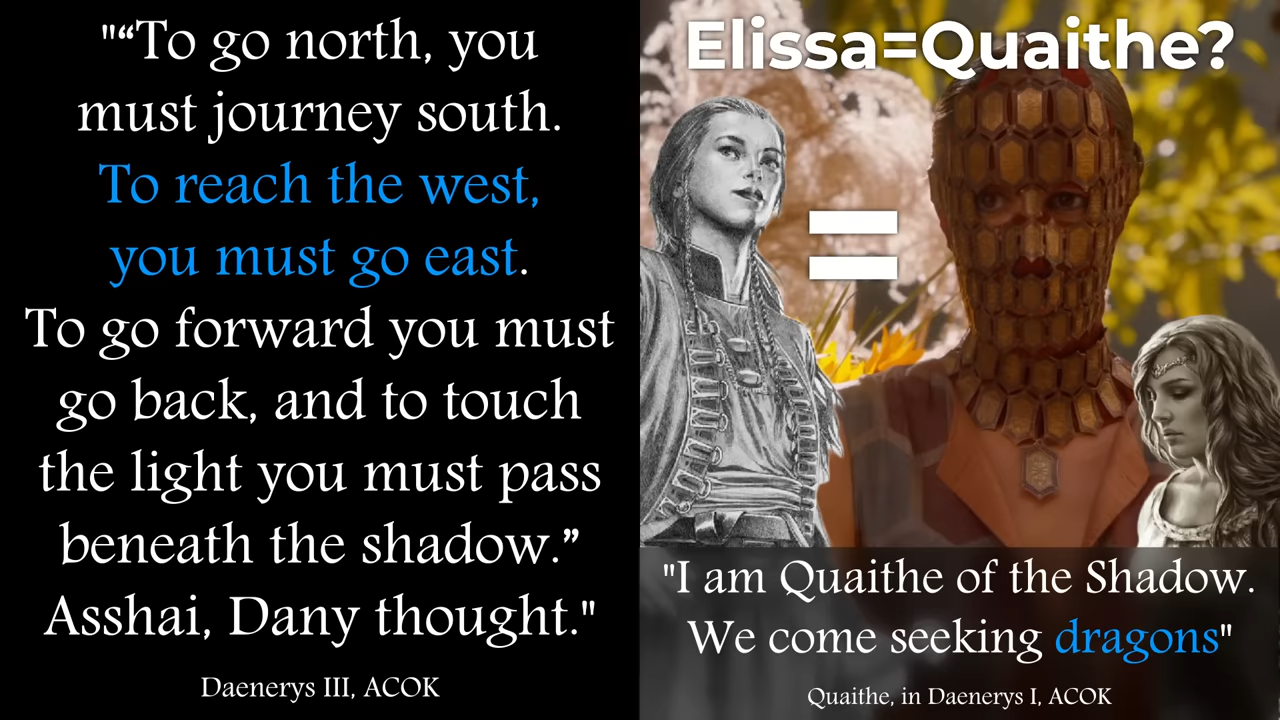 "“To go north, you
must journey south.
To reach the west,
you must go east.
To go forward you must
go back, and to touch
the light you must pass
beneath the shadow.”
Asshai, Dany thought."
Daenerys III, ACOK
Elissa=Quaithe?
=
"I am Quaithe of the Shadow.
We come seeking dragons"
Quaithe, in Daenerys I, ACOK